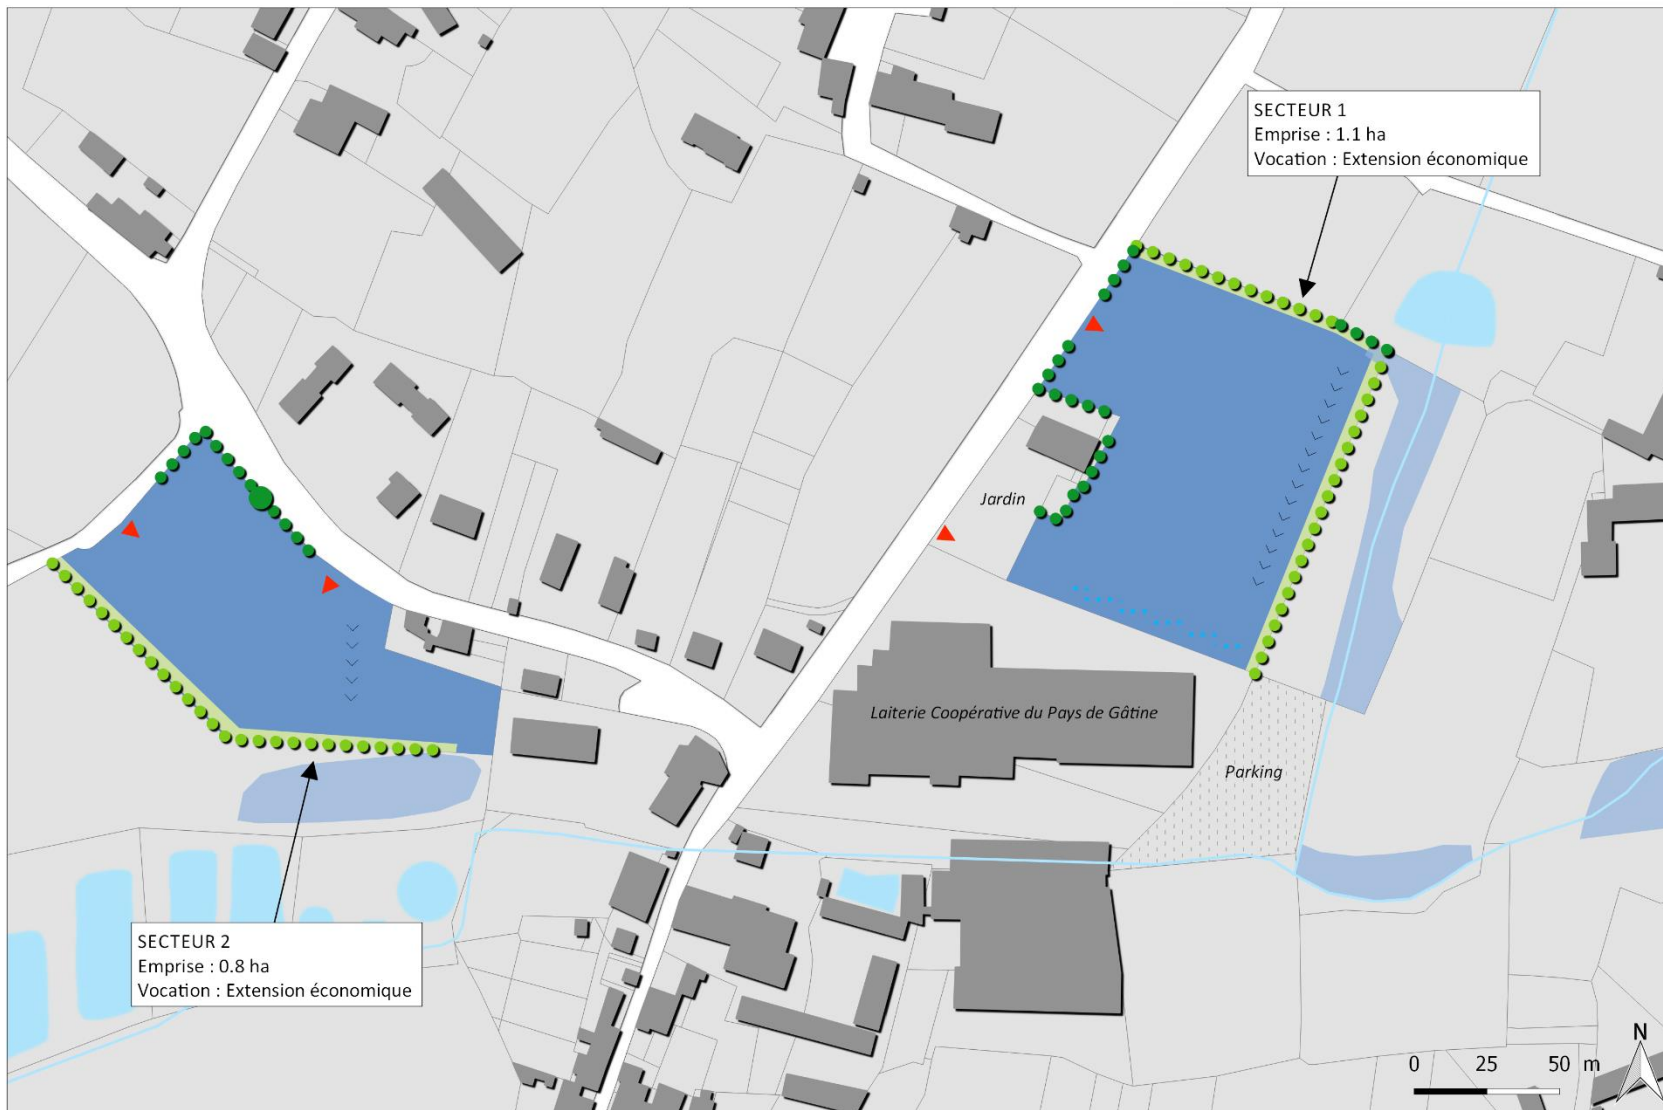 SECTEUR 1
Emprise : 1.1 ha
Vocation : Extension économique
Jardin
Laiterie Coopérative du Pays de Gâtine
Parking
SECTEUR 2
Emprise : 0.8 ha
Vocation : Extension économique
N
0 25 50 m